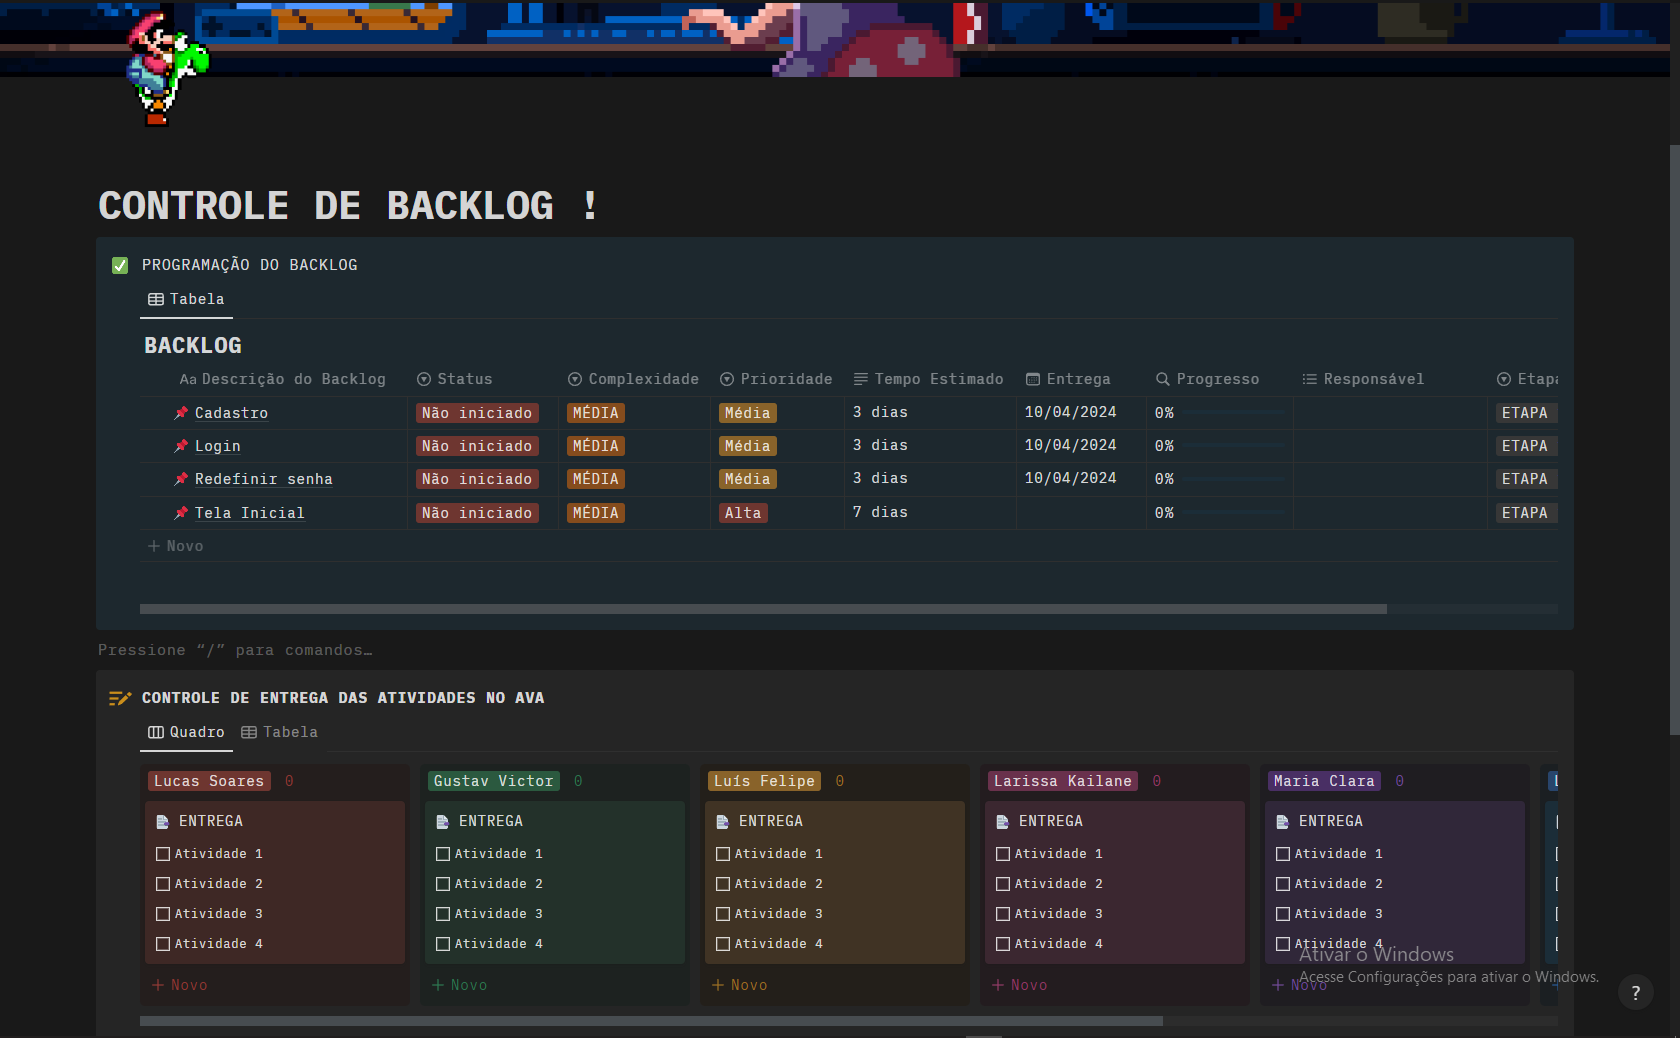 CONTROLE DE BACKLOG !
PROGRAMAÇÃO DO BACKLOG
Tabela
BACKLOG
Aa Descrição do Backlog Status Complexidade Prioridade Tempo Estimado Entrega Progresso Responsável Etapa
Cadastro Não iniciado MÉDIA Média 3 dias 10/04/2024 0% ETAPA
Login Não iniciado MÉDIA Média 3 dias 10/04/2024 0% ETAPA
Redefinir senha Não iniciado MÉDIA Média 3 dias 10/04/2024 0% ETAPA
Tela Inicial Não iniciado MÉDIA Alta 7 dias 0% ETAPA
+ Novo
Pressione “/” para comandos…
CONTROLE DE ENTREGA DAS ATIVIDADES NO AVA
Quadro Tabela
Lucas Soares 0 Gustav Victor 0 Luís Felipe 0 Larissa Kailane 0 Maria Clara 0 L
ENTREGA ENTREGA ENTREGA ENTREGA ENTREGA
Atividade 1 Atividade 1 Atividade 1 Atividade 1 Atividade 1
Atividade 2 Atividade 2 Atividade 2 Atividade 2 Atividade 2
Atividade 3 Atividade 3 Atividade 3 Atividade 3 Atividade 3
Atividade 4 Atividade 4 Atividade 4 Atividade 4 Atividade 4
Ativar o Windows
Acesse Configurações para ativar o Windows.
+ Novo + Novo + Novo + Novo + Novo
?